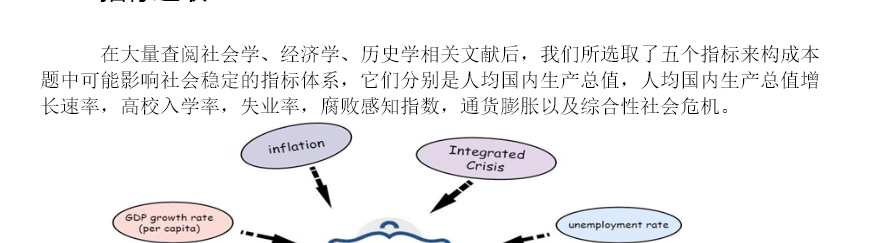 在大量查阅社会学、经济学、历史学相关文献后，我们所选取了五个指标来构成本
题中可能影响社会稳定的指标体系，它们分别是人均国内生产总值，人均国内生产总值增
长速率，高校入学率，失业率，腐败感知指数，通货膨胀以及综合性社会危机。
inflation
Integrated
Crisis
GDP growth rate
(per capita)
unemployment rate